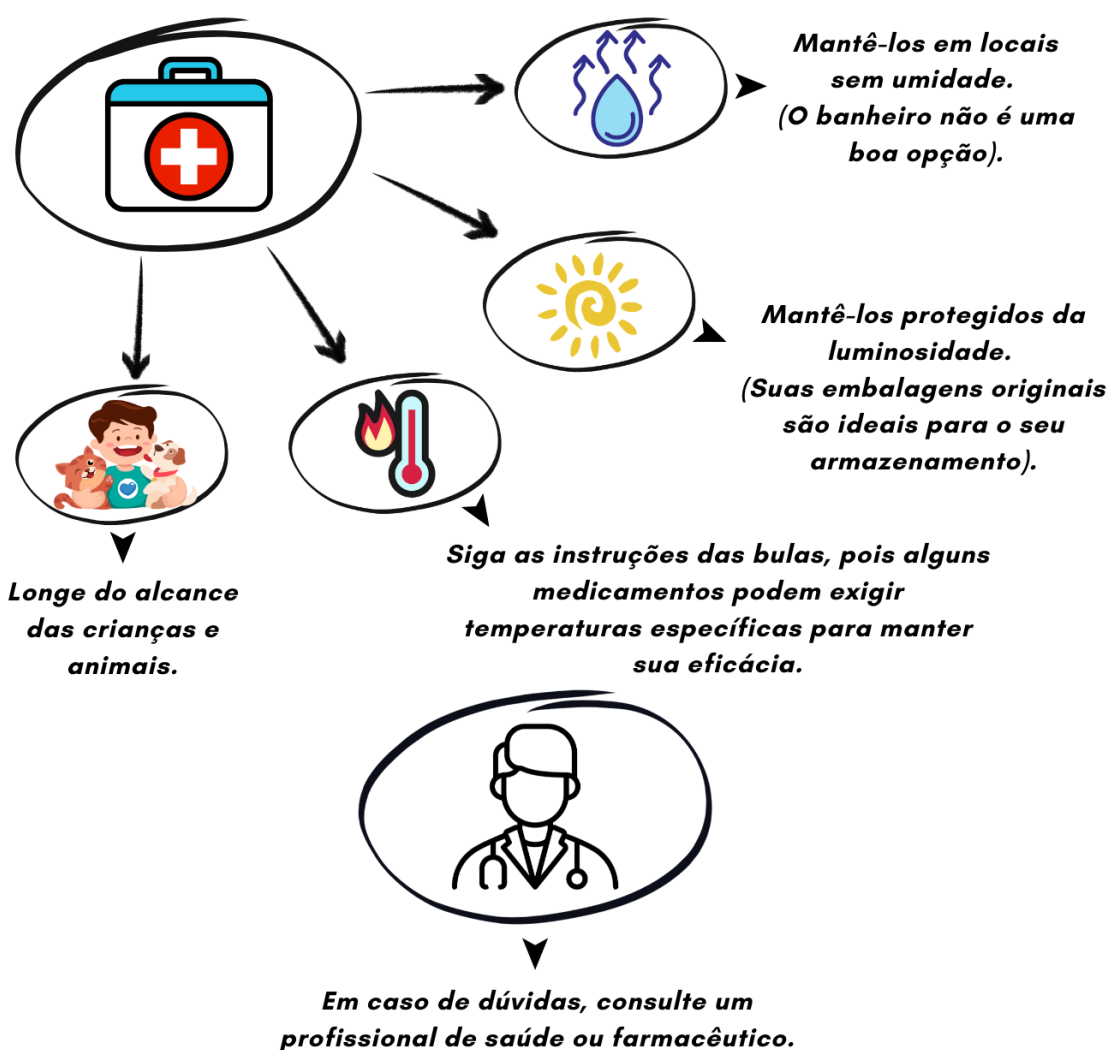 Mantê-los em locais
sem umidade.
(O banheiro não é uma
boa opção).
Mantê-los protegidos da
luminosidade.
(Suas embalagens originais
são ideais para o seu
armazenamento).
Siga as instruções das bulas, pois alguns
medicamentos podem exigir
temperaturas específicas para manter
sua eficácia.
Longe do alcance
das crianças e
animais.
Em caso de dúvidas, consulte um
profissional de saúde ou farmacêutico.